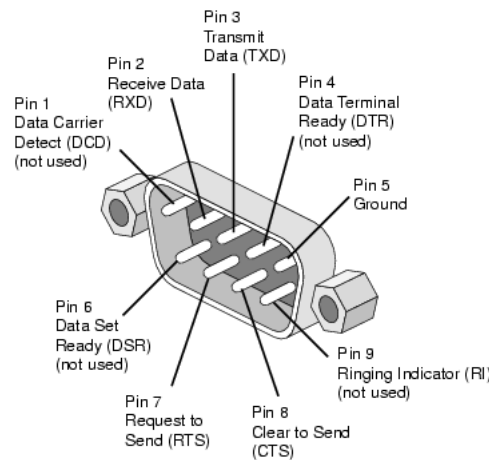 Pin 3
Transmit
Data (TXD)
Pin 2
Receive Data
(RXD)
Pin 4
Data Terminal
Ready (DTR)
(not used)
Pin 1
Data Carrier
Detect (DCD)
(not used)
Pin 5
Ground
Pin 6
Data Set
Ready (DSR)
(not used)
Pin 9
Ringing Indicator (RI)
(not used)
Pin 7
Request to
Send (RTS)
Pin 8
Clear to Send
(CTS)